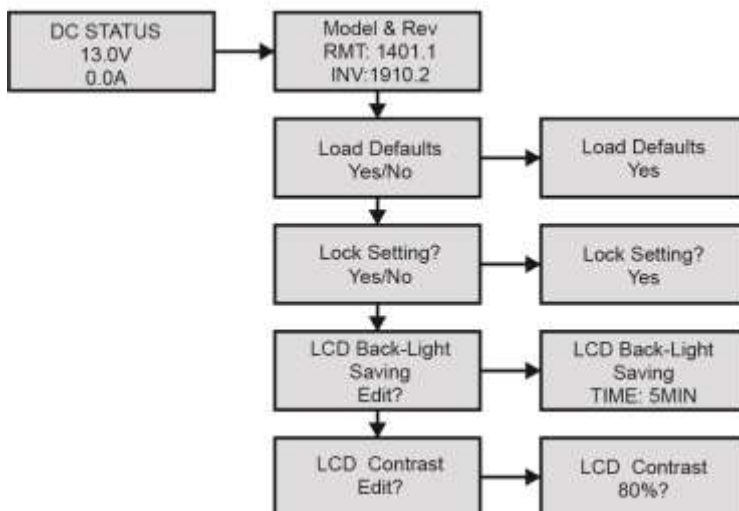 DC STATUS
13.0V
0.0A
Model & Rev
RMT: 1401.1
INV:1910.2
Load Defaults
Yes/No
Load Defaults
Yes
Lock Setting?
Yes/No
Lock Setting?
Yes
LCD Back-Light
Saving
Edit?
LCD Back-Light
Saving
TIME: 5MIN
LCD Contrast
Edit?
LCD Contrast
80%?